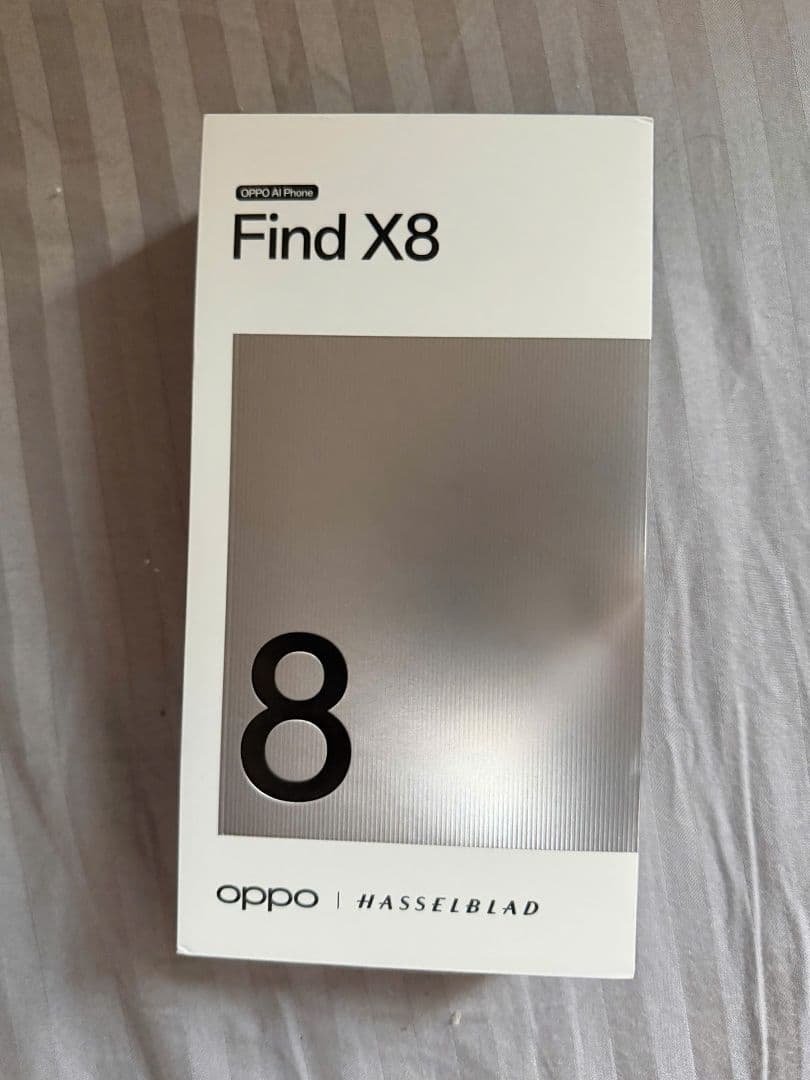 OPPO AI Phone
Find X8
8
oppo | HASSELBLAD